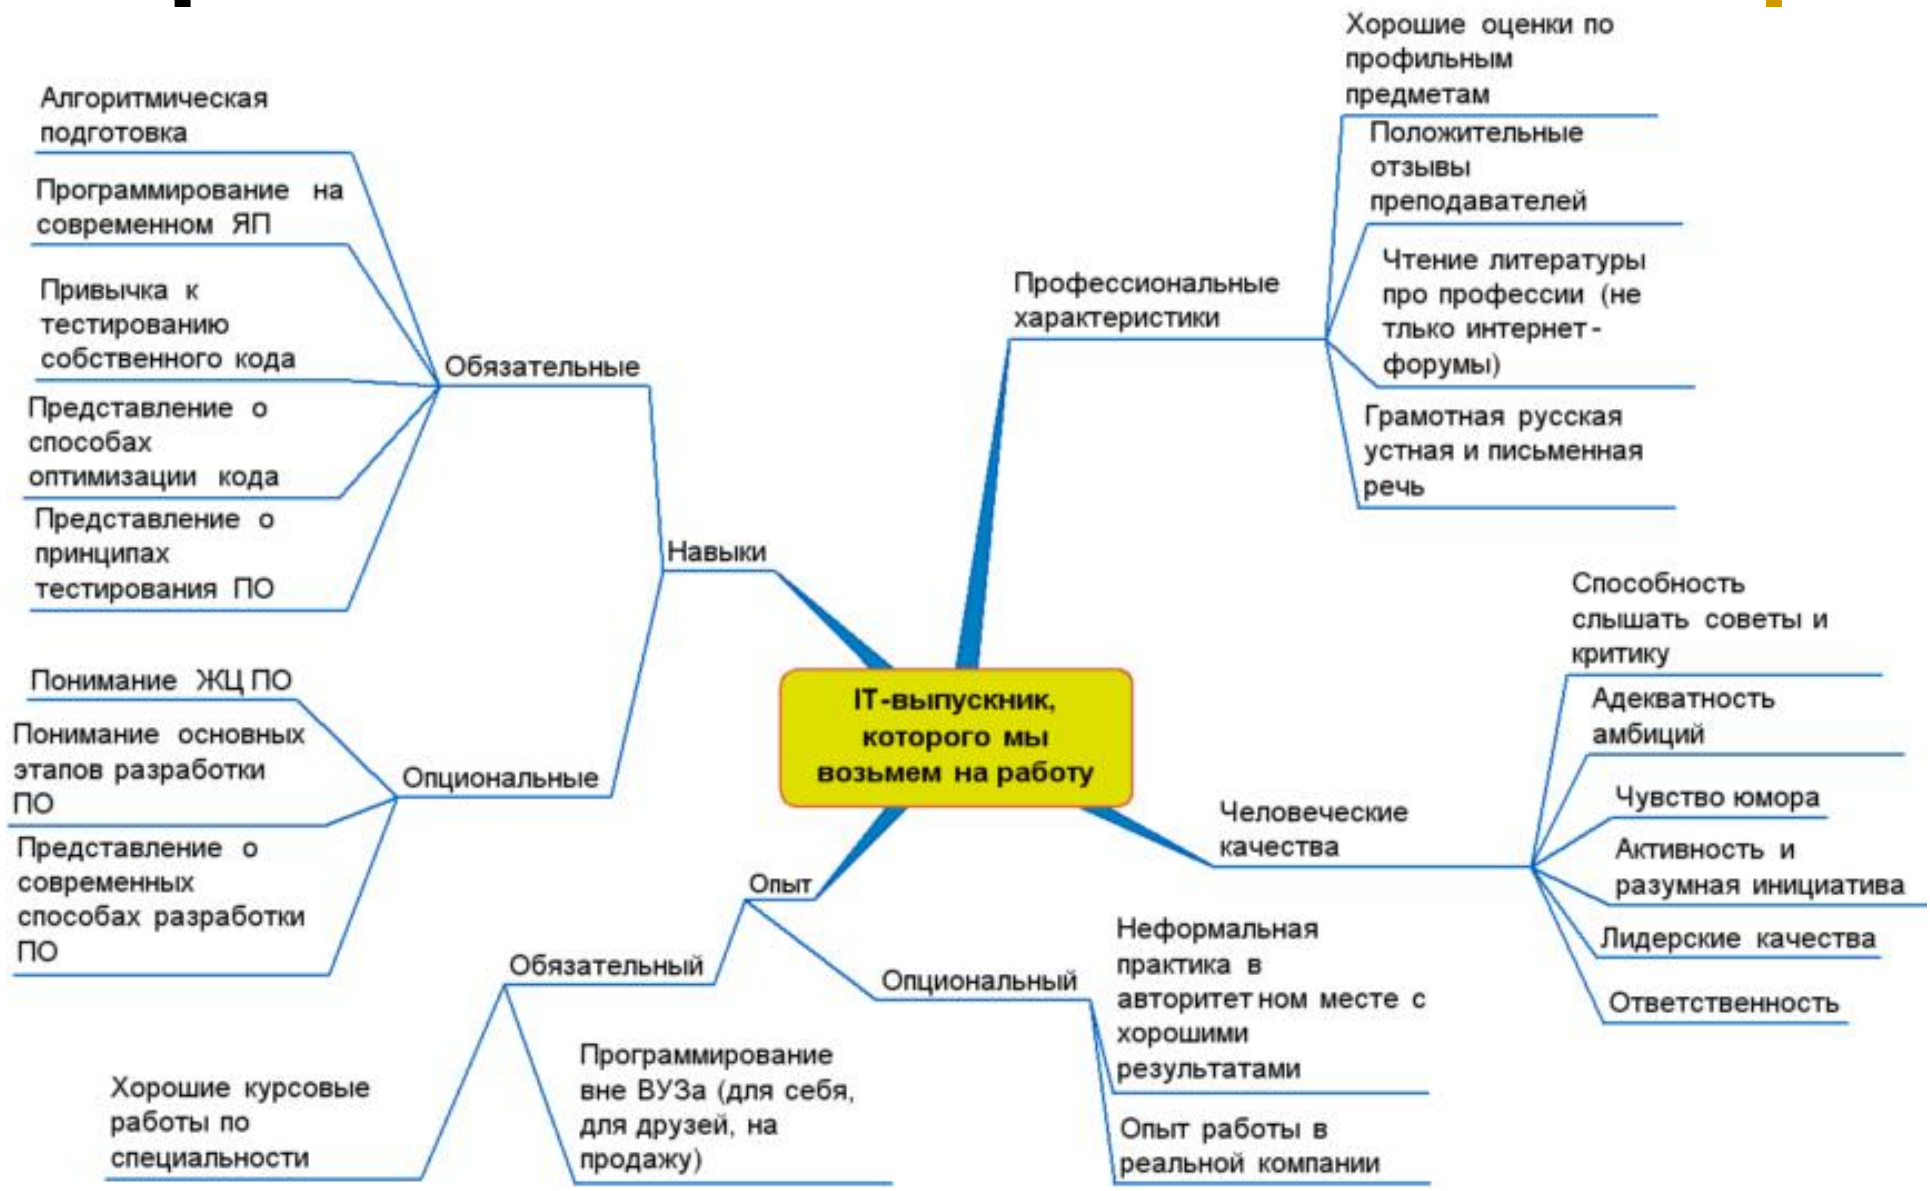 Алгоритмическая
подготовка
Программирование на
современном ЯП
Привычка к
тестированию
собственного кода
Представление о
способах
оптимизации кода
Представление о
принципах
тестирования ПО
Обязательные
Навыки
Понимание ЖЦ ПО
Понимание основных
этапов разработки
ПО
Представление о
современных
способах разработки
ПО
Опциональные
IT-выпускник,
которого мы
возьмем на работу
Профессиональные
характеристики
Хорошие оценки по
профильным
предметам
Положительные
отзывы
преподавателей
Чтение литературы
про профессии (не
тлько интернет-
форумы)
Грамотная русская
устная и письменная
речь
Человеческие
качества
Способность
слышать советы и
критику
Адекватность
амбиций
Чувство юмора
Активность и
разумная инициатива
Лидерские качества
Ответственность
Опыт
Обязательный
Хорошие курсовые
работы по
специальности
Программирование
вне ВУЗа (для себя,
для друзей, на
продажу)
Опциональный
Неформальная
практика в
авторитетном месте с
хорошими
результатами
Опыт работы в
реальной компании